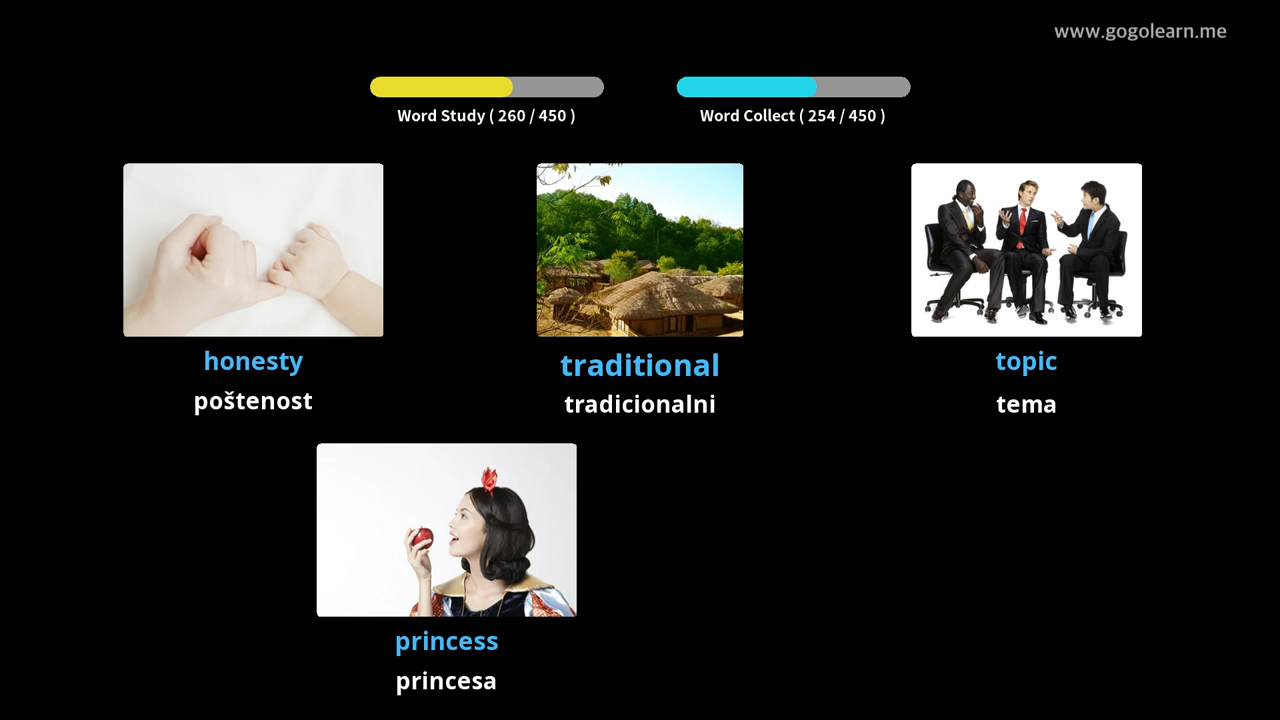 www.gogolearn.me
Word Study ( 260 / 450 )
Word Collect ( 254 / 450 )
honesty
poštenost
traditional
tradicionalni
topic
tema
princess
princesa